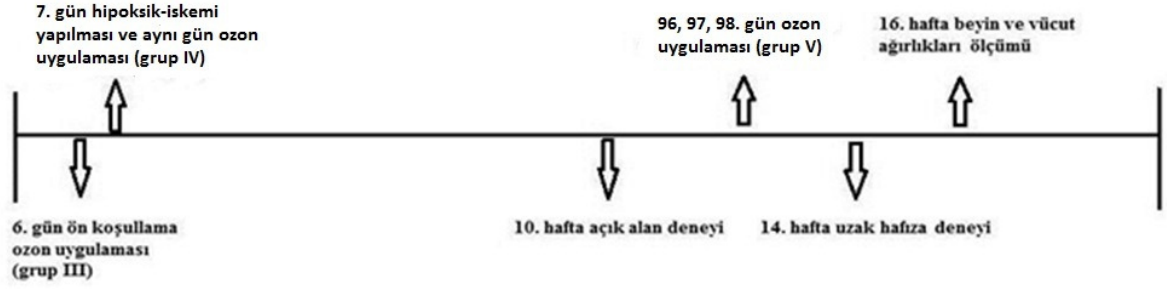 7. gün hipoksik-iskemi
yapılması ve aynı gün ozon
uygulaması (grup IV)
96, 97, 98. gün ozon
uygulaması (grup V)
16. hafta beyin ve vücut
ağırlıkları ölçümü
6. gün ön koşullama
ozon uygulaması
(grup III)
10. hafta açık alan deneyi
14. hafta uzak hafıza deneyi